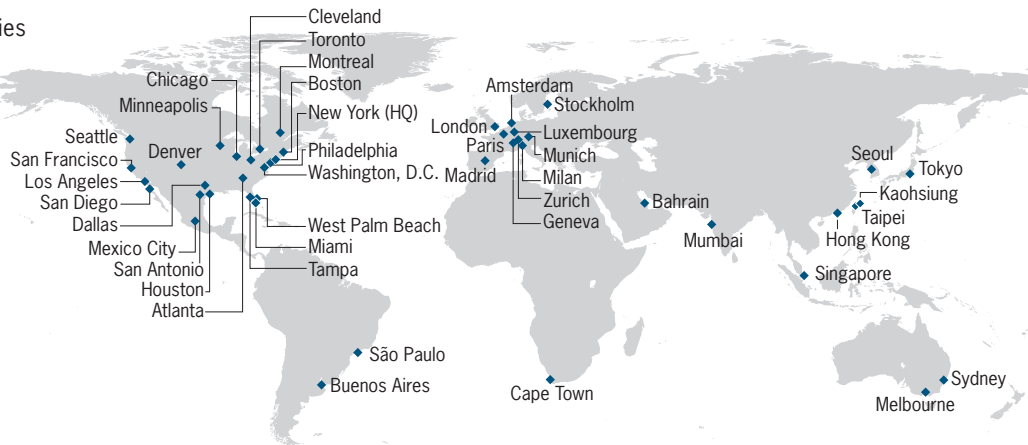 ies
Cleveland
Toronto
Montreal
Boston
New York (HQ)
Philadelphia
Washington, D.C.
Chicago
Minneapolis
Seattle
San Francisco
Los Angeles
San Diego
Denver
Dallas
Mexico City
San Antonio
Houston
Atlanta
West Palm Beach
Miami
Tampa
São Paulo
Buenos Aires
Amsterdam
Stockholm
London
Paris
Madrid
Luxembourg
Munich
Milan
Zurich
Geneva
Cape Town
Bahrain
Mumbai
Seoul
Tokyo
Kaohsiung
Taipei
Hong Kong
Singapore
Sydney
Melbourne